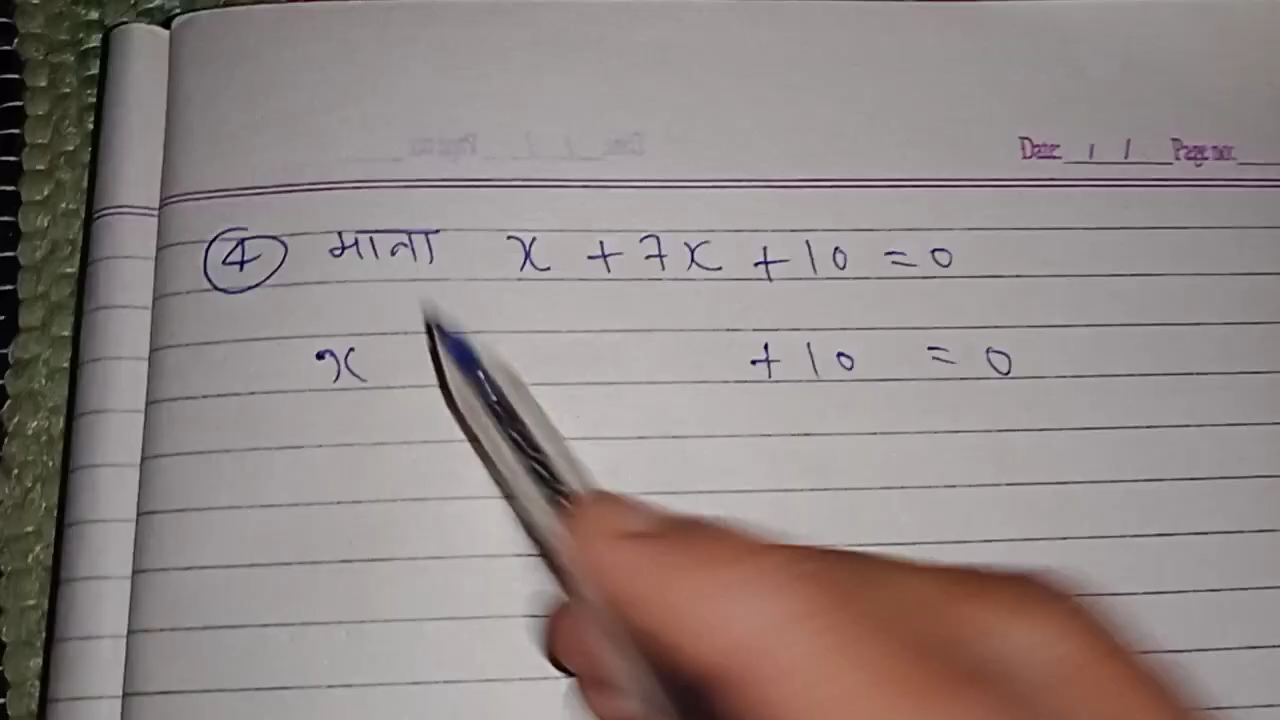 Date: / / Page no:
④ माना x + 7x + 10 = 0
x + 10 = 0